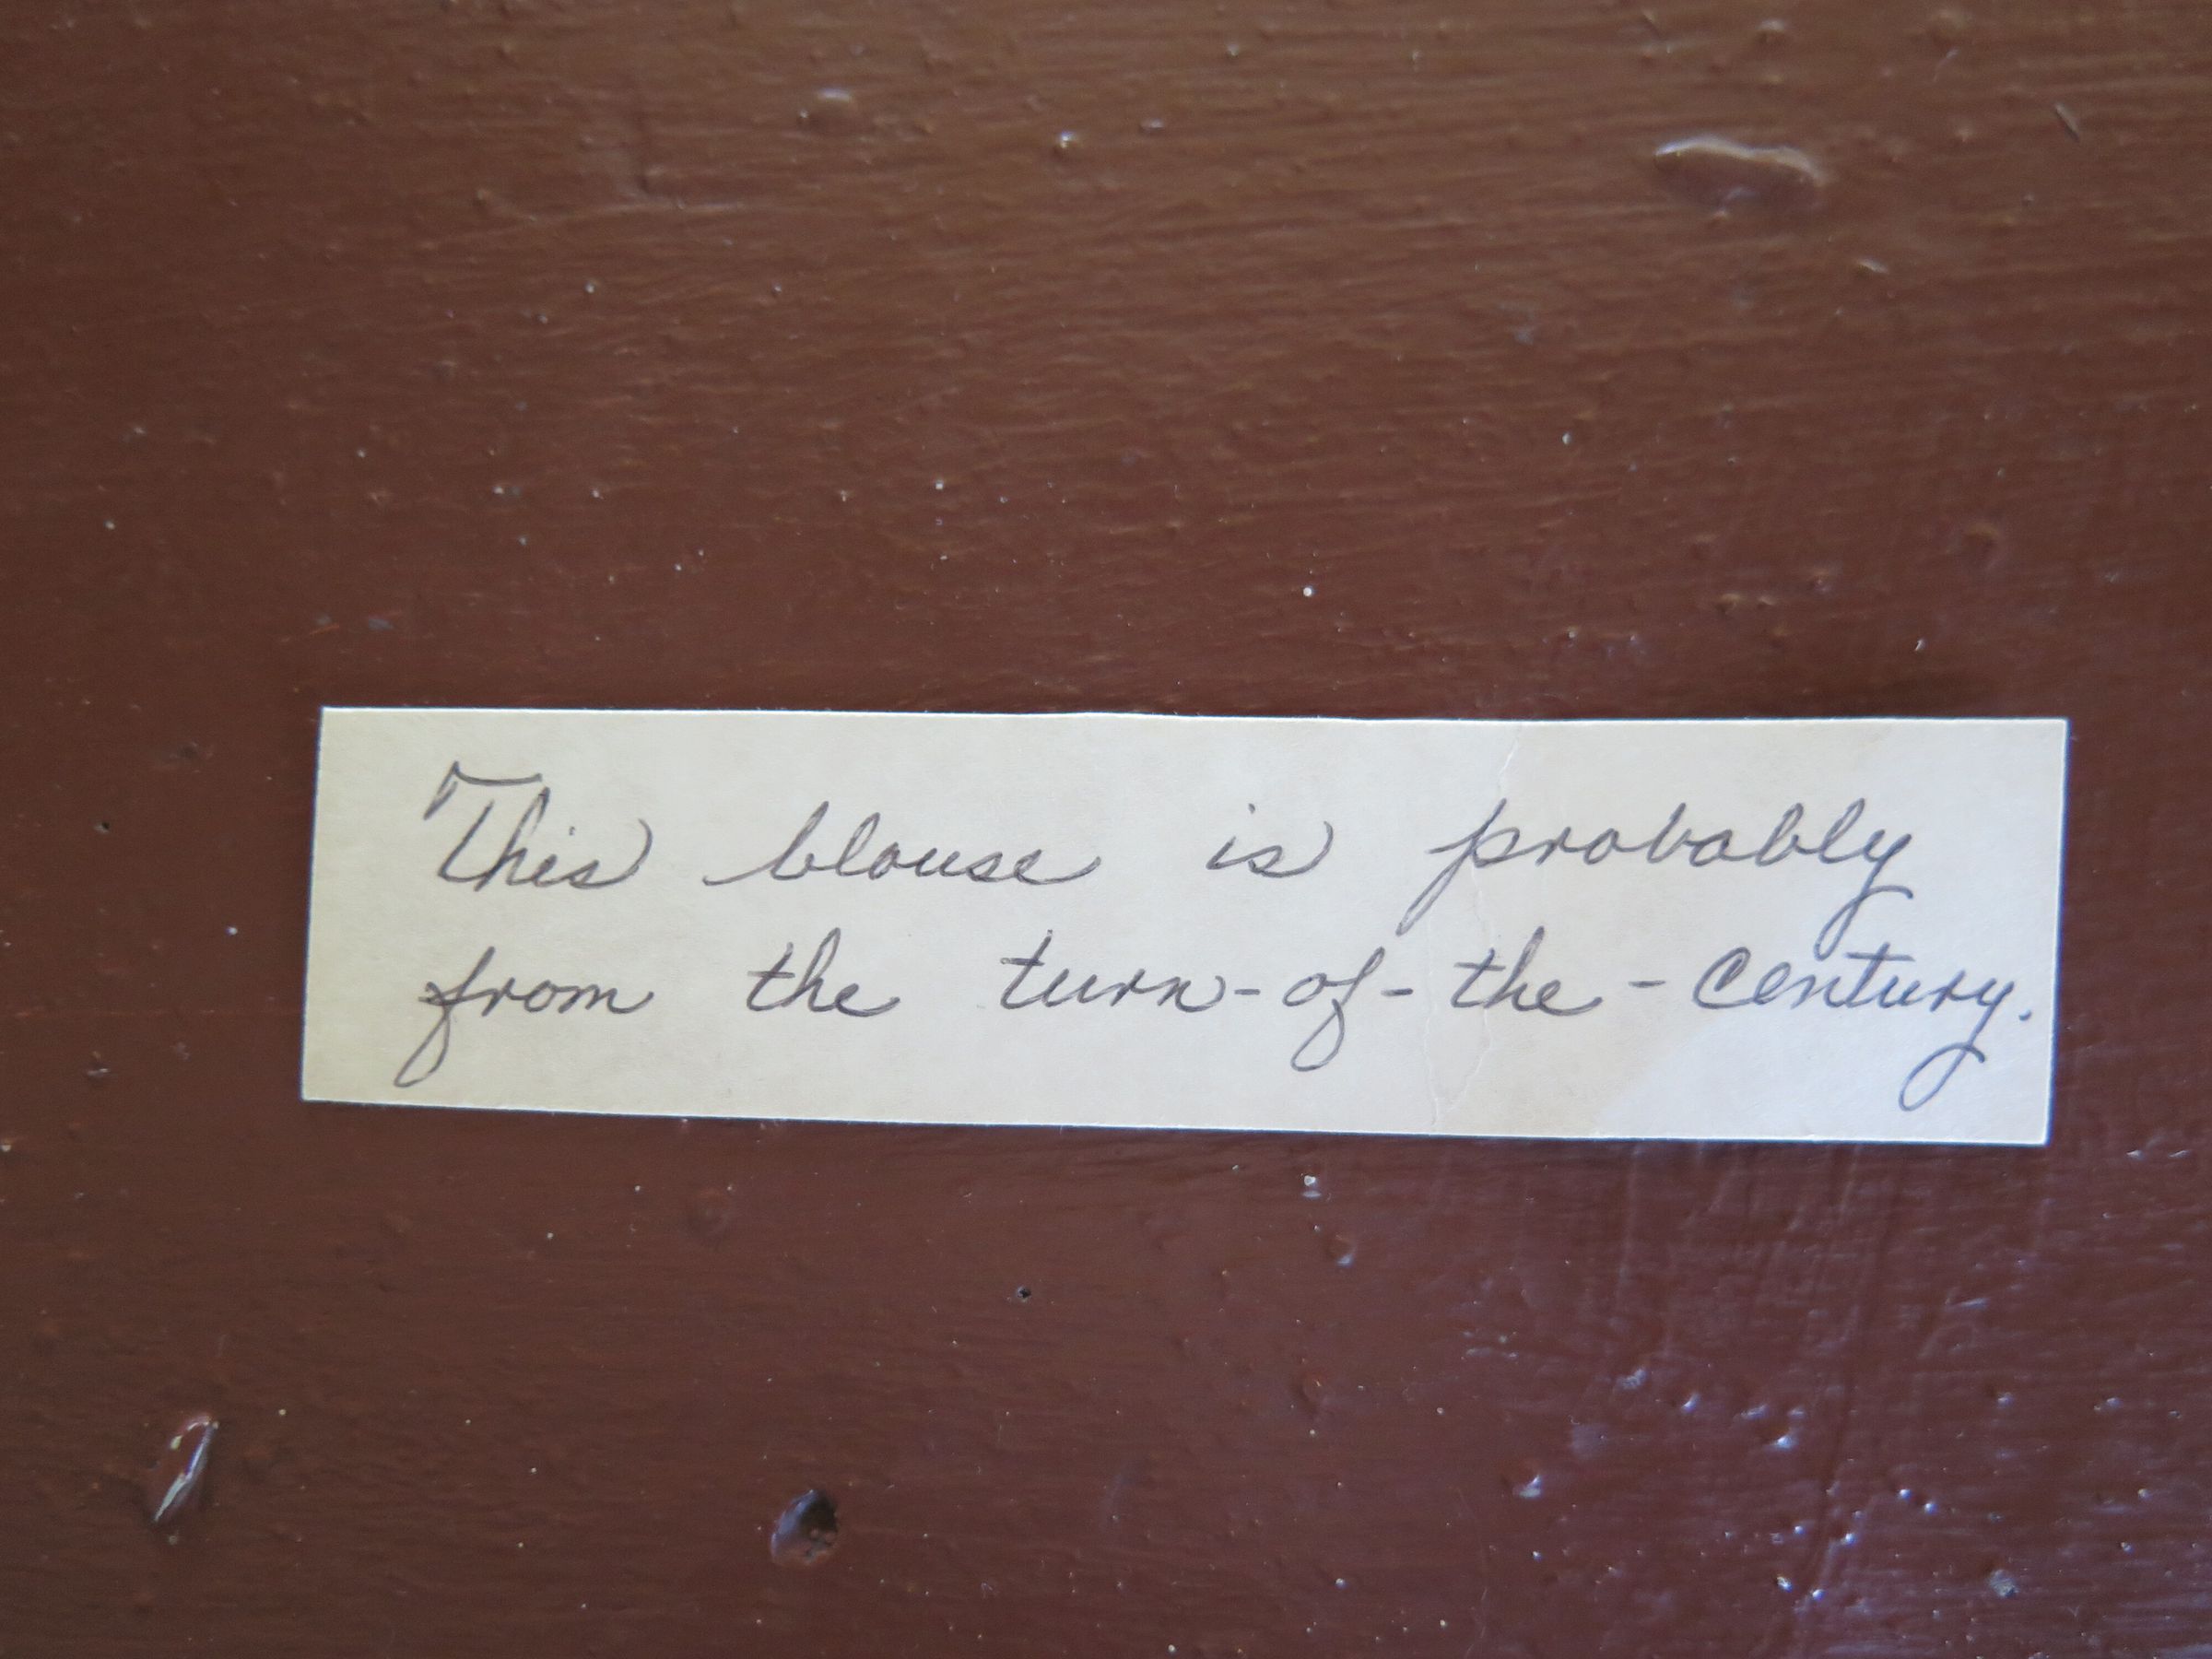 This blouse is probably
from the turn-of-the-century.